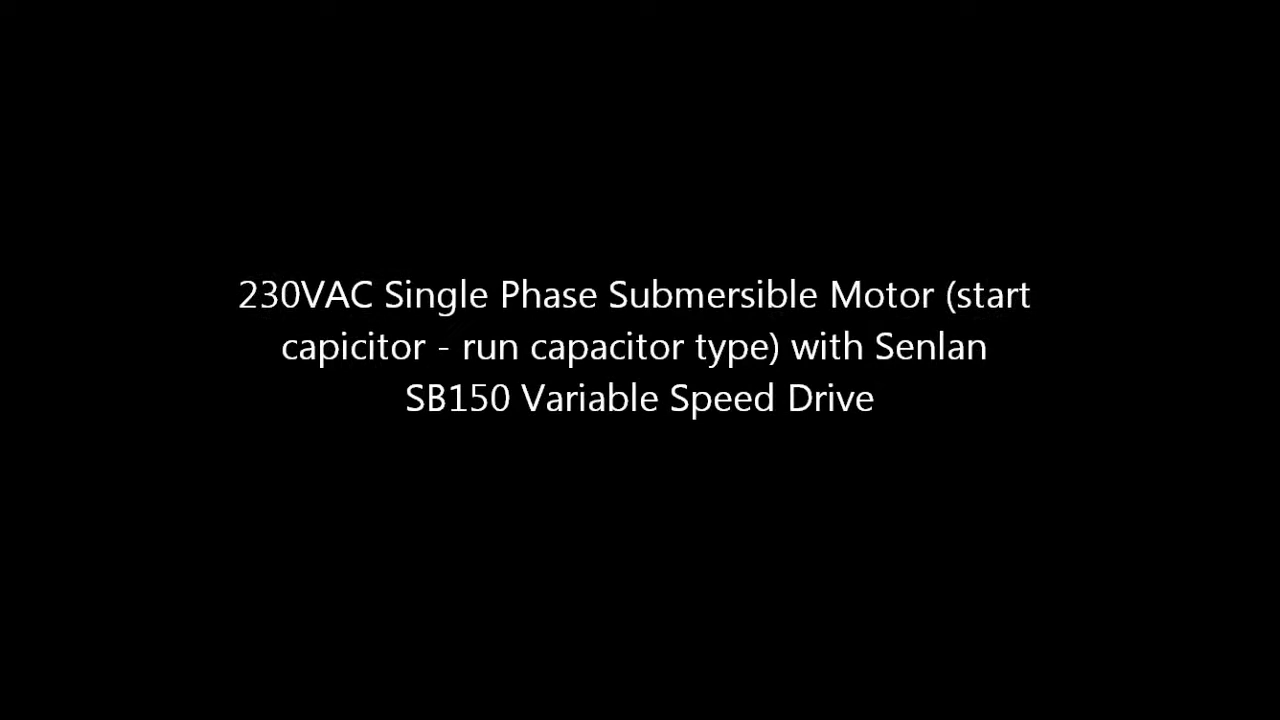 230VAC Single Phase Submersible Motor (start
capicitor - run capacitor type) with Senlan
SB150 Variable Speed Drive